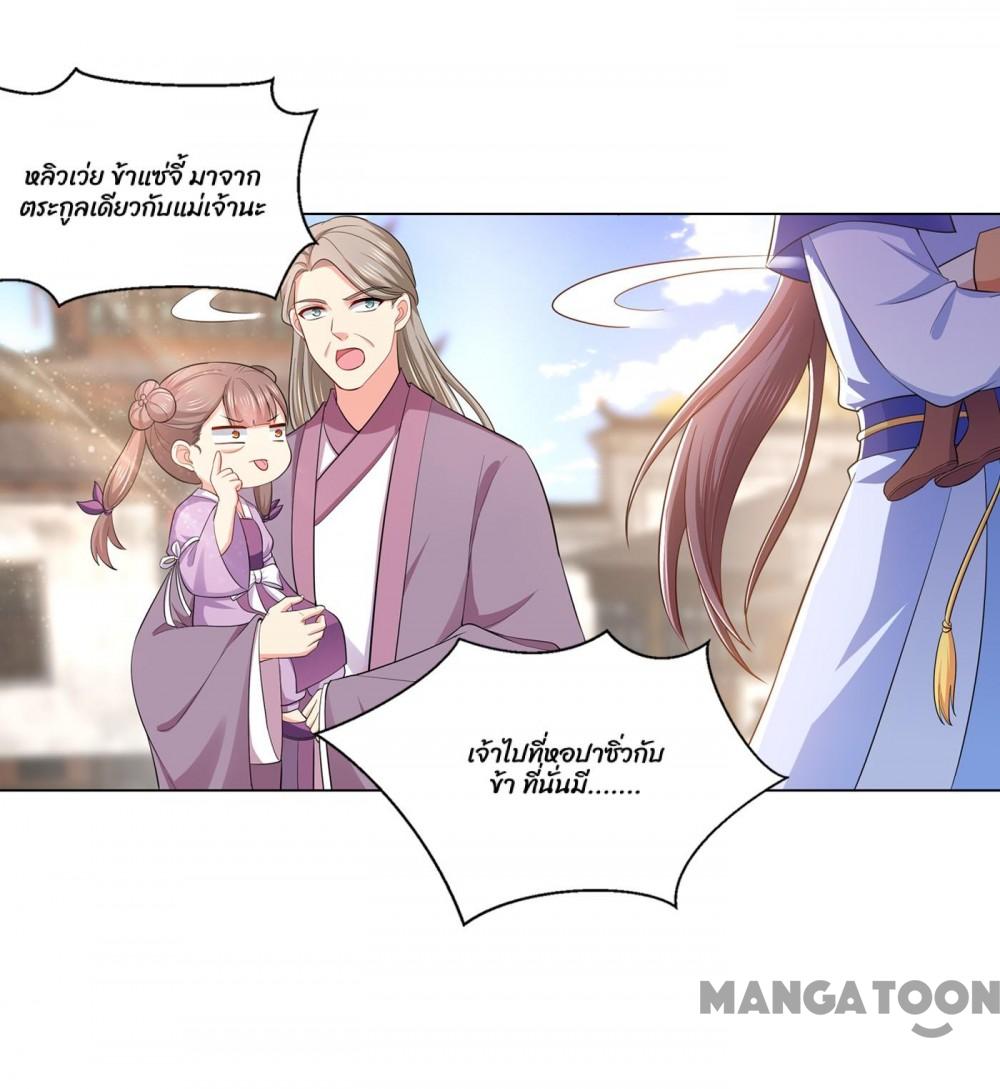 หลิวเว่ย ข้าแซ่จี้ มาจาก
ตระกูลเดียวกับแม่เจ้านะ
เจ้าไปที่หอปาซิ่วกับ
ข้า ที่นั่นมี.......
MANGATOON